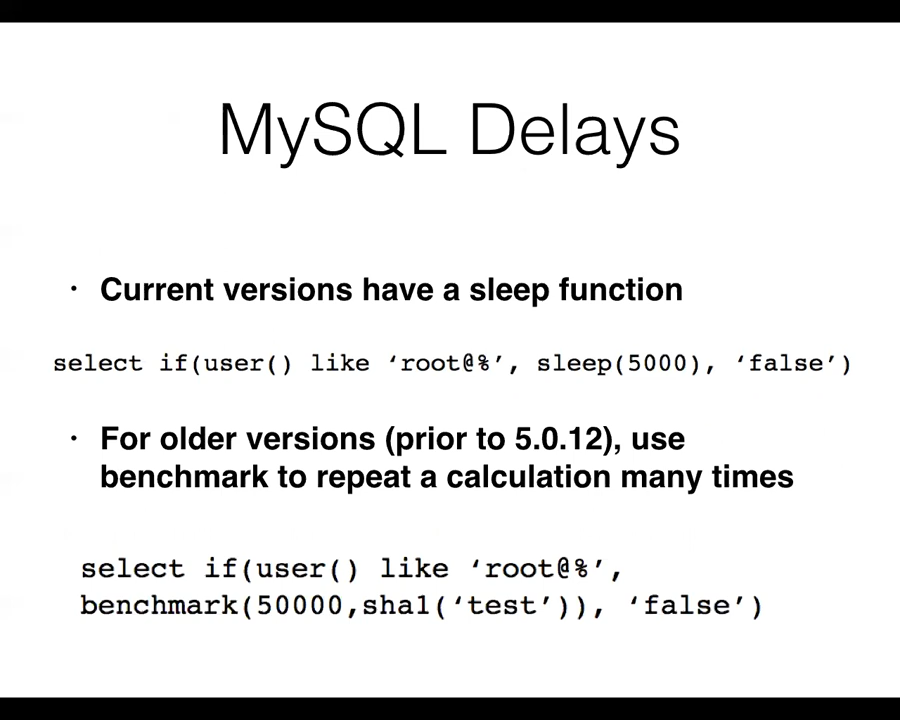 MySQL Delays
· Current versions have a sleep function
select if(user() like ‘root@%’, sleep(5000), ‘false’)
· For older versions (prior to 5.0.12), use
benchmark to repeat a calculation many times
select if(user() like ‘root@%’,
benchmark(50000,sha1(‘test’)), ‘false’)